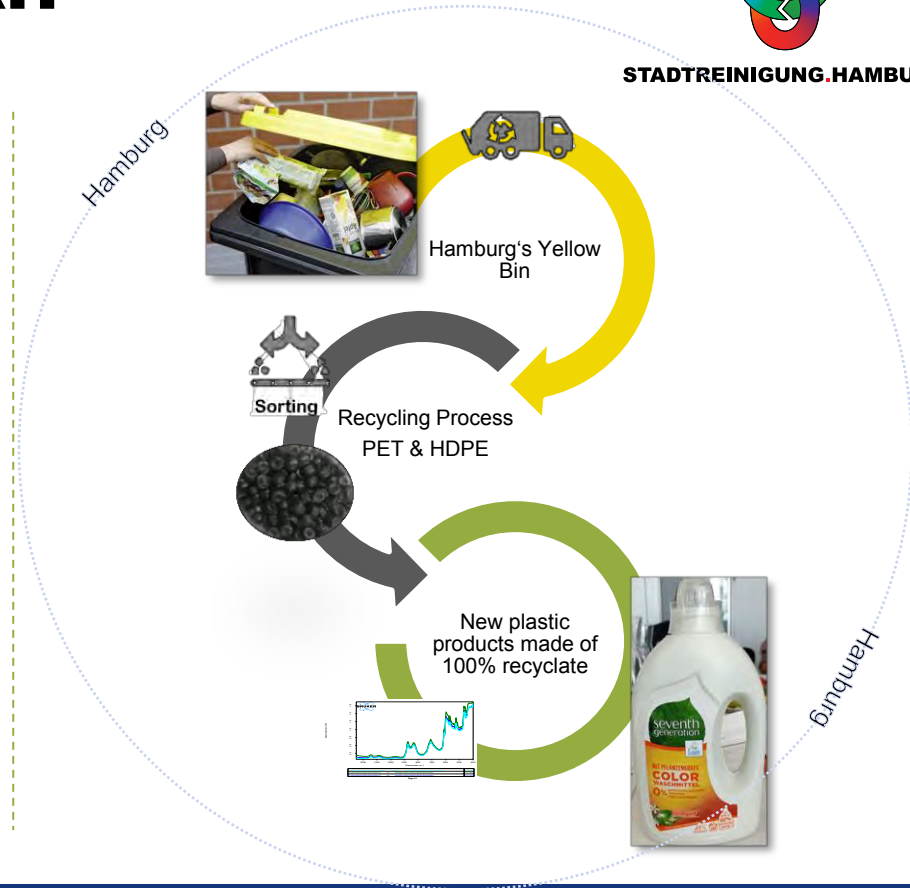 STADTREINIGUNG.HAMBU
Hamburg
Hamburg's Yellow
Bin
Sorting
Recycling Process
PET & HDPE
New plastic
products made of
100% recyclate
Hamburg
seventh
generation
COLOR
WASCHMITTEL
0%